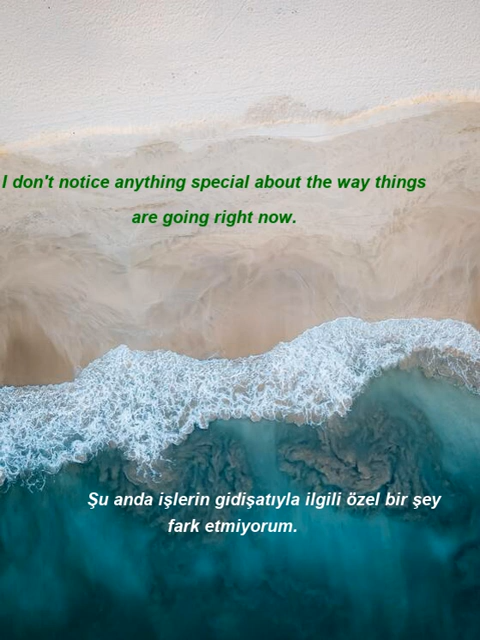 I don't notice anything special about the way things
are going right now.
Şu anda işlerin gidişatıyla ilgili özel bir şey
fark etmiyorum.